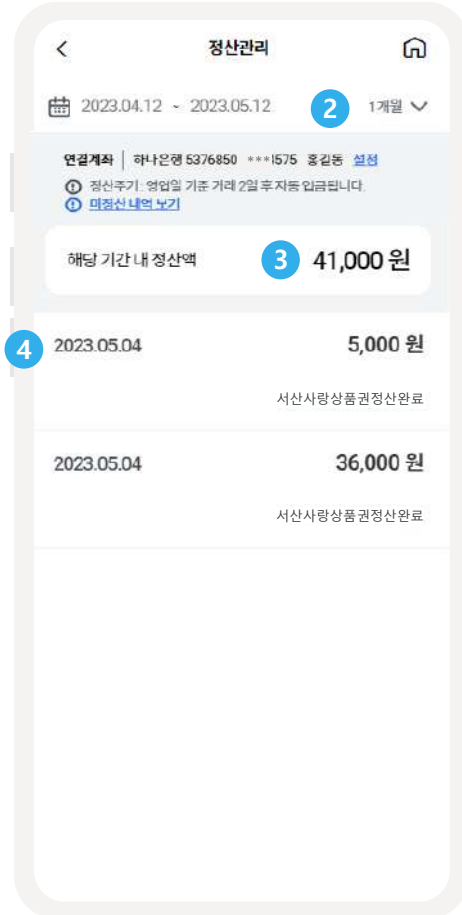 정산관리
2023.04.12 ~ 2023.05.12 2 1개월
연결계좌 | 하나은행 5376850 ***1575 홍길동 설정
정산주기 : 영업일 기준 거래 2일 후 자동 입금됩니다.
미정산 내역 보기
해당 기간 내 정산액 3 41,000 원
4 2023.05.04 5,000 원
서산사랑상품권정산완료
2023.05.04 36,000 원
서산사랑상품권정산완료